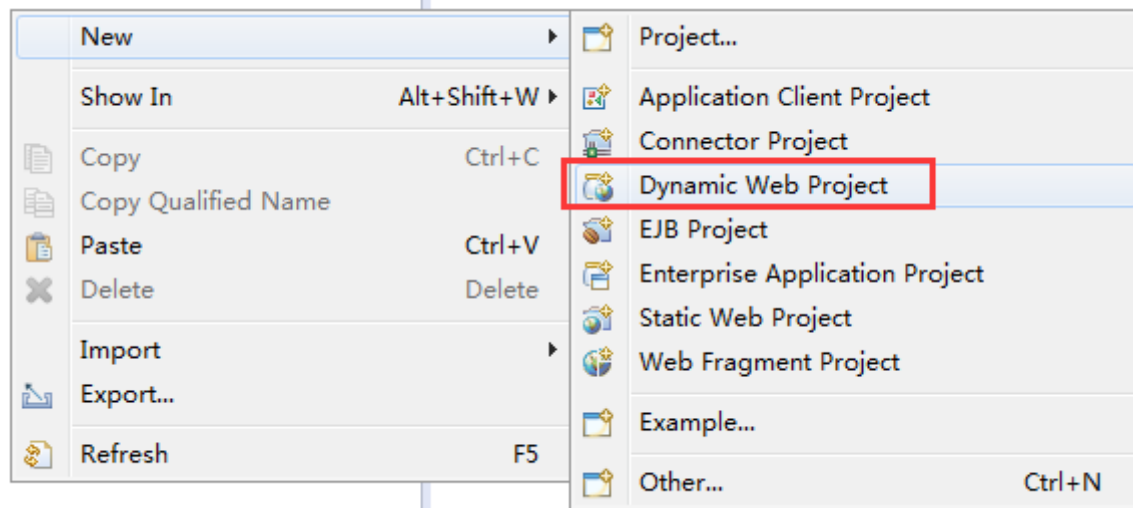 New
Show In Alt+Shift+W
Copy Ctrl+C
Copy Qualified Name
Paste Ctrl+V
Delete Delete
Import
Export...
Refresh F5
Project...
Application Client Project
Connector Project
Dynamic Web Project
EJB Project
Enterprise Application Project
Static Web Project
Web Fragment Project
Example...
Other... Ctrl+N